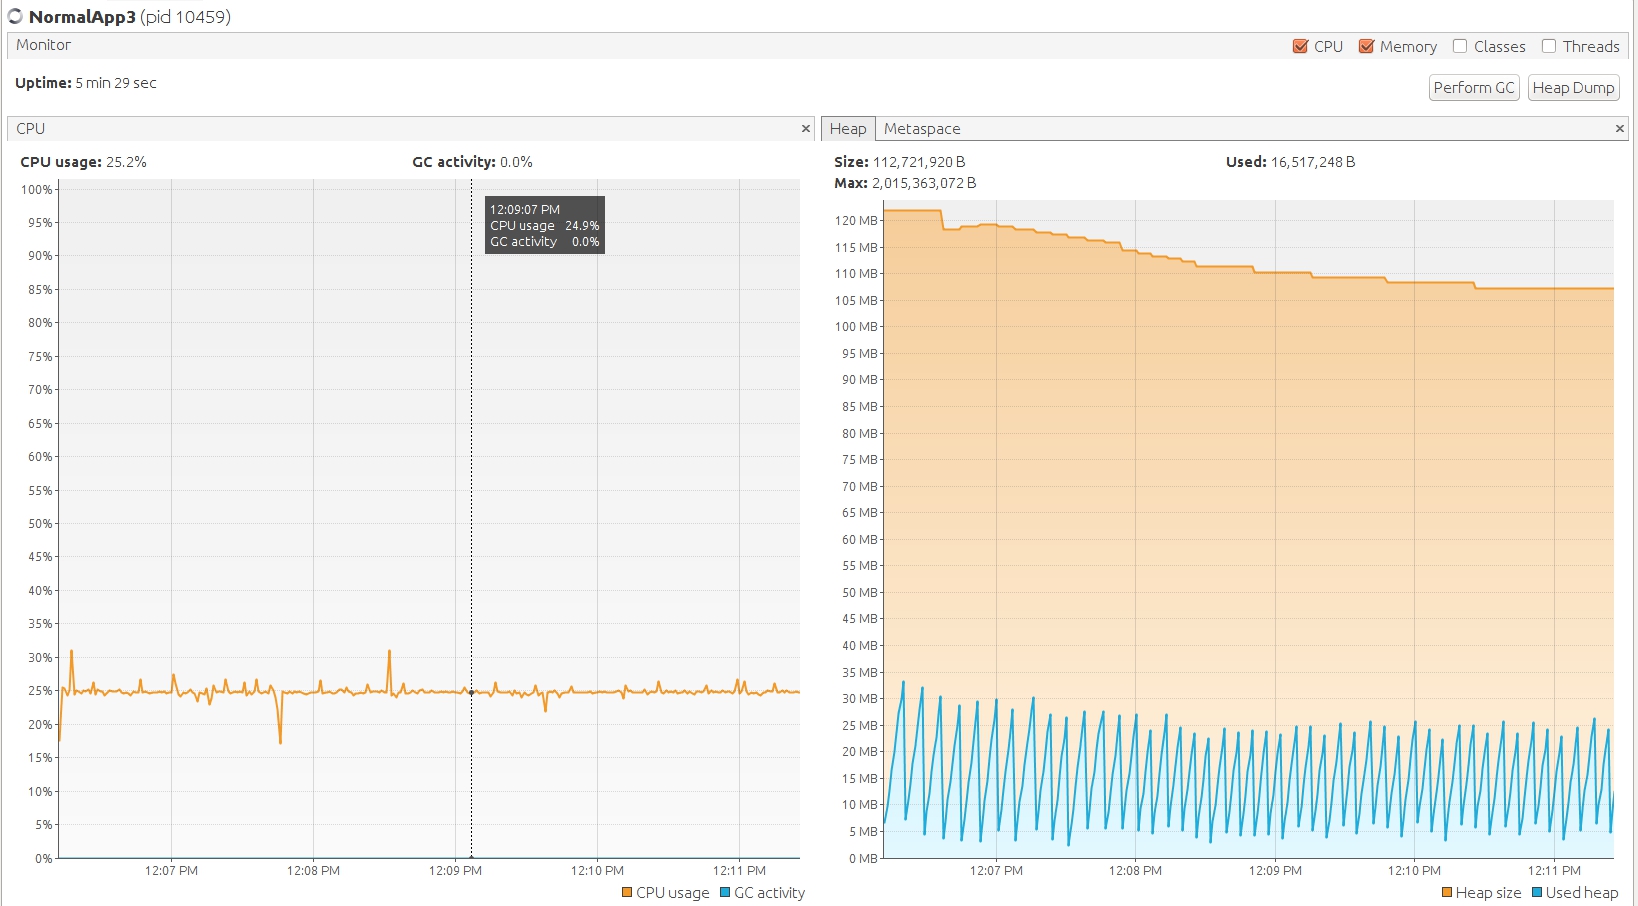 NormalApp3 (pid 10459)
Monitor
CPU Memory Classes Threads
Uptime: 5 min 29 sec
Perform GC Heap Dump
CPU
CPU usage: 25.2% GC activity: 0.0%
12:09:07 PM
CPU usage 24.9%
GC activity 0.0%
100%
95%
90%
85%
80%
75%
70%
65%
60%
55%
50%
45%
40%
35%
30%
25%
20%
15%
10%
5%
0%
12:07 PM 12:08 PM 12:09 PM 12:10 PM 12:11 PM
CPU usage GC activity
Heap Metaspace
Size: 112,721,920 B Used: 16,517,248 B
Max: 2,015,363,072 B
120 MB
115 MB
110 MB
105 MB
100 MB
95 MB
90 MB
85 MB
80 MB
75 MB
70 MB
65 MB
60 MB
55 MB
50 MB
45 MB
40 MB
35 MB
30 MB
25 MB
20 MB
15 MB
10 MB
5 MB
0 MB
12:07 PM 12:08 PM 12:09 PM 12:10 PM 12:11 PM
Heap size Used heap